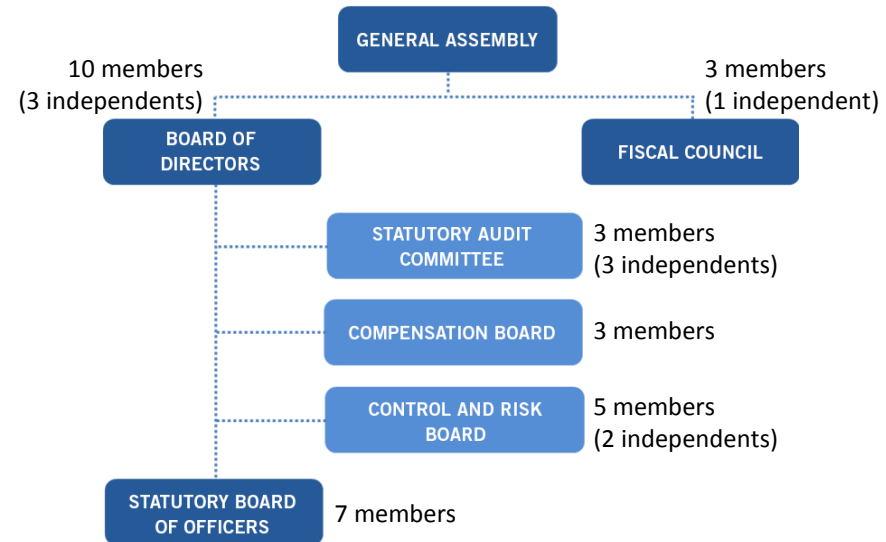 GENERAL ASSEMBLY
10 members
(3 independents)
3 members
(1 independent)
BOARD OF
DIRECTORS
FISCAL COUNCIL
STATUTORY AUDIT
COMMITTEE
3 members
(3 independents)
COMPENSATION BOARD
3 members
CONTROL AND RISK
BOARD
5 members
(2 independents)
STATUTORY BOARD
OF OFFICERS
7 members